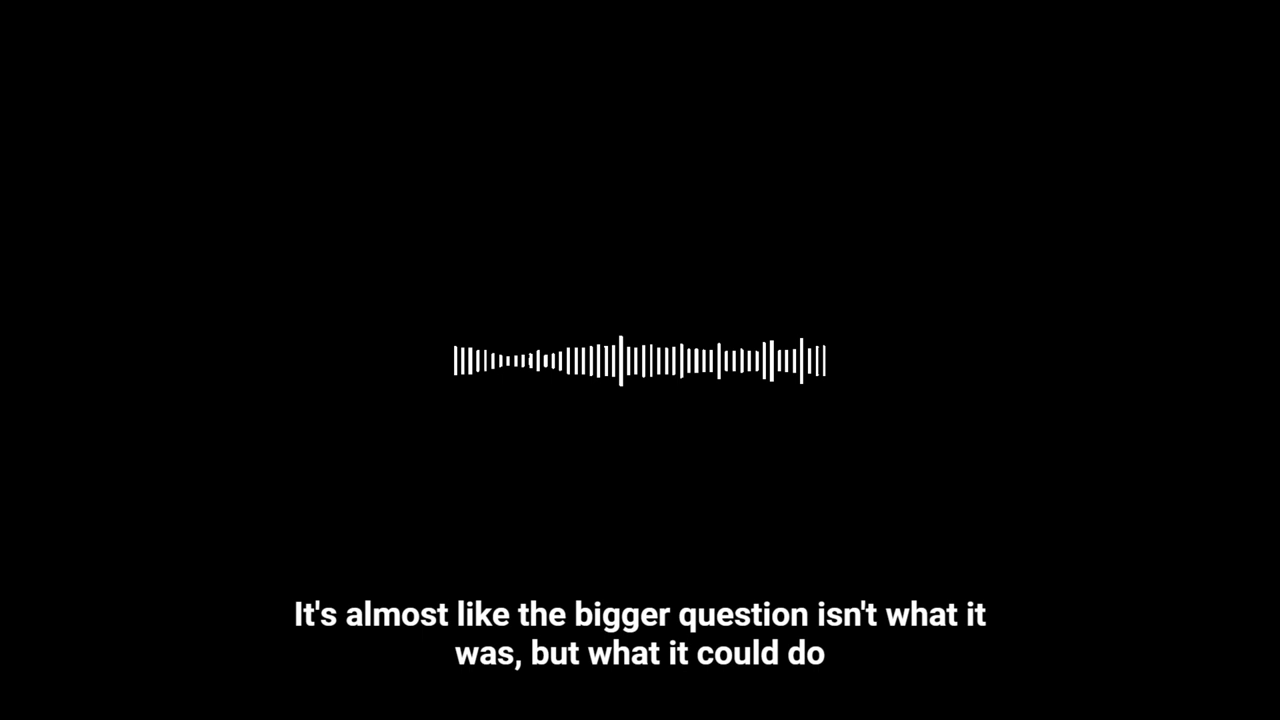 It's almost like the bigger question isn't what it
was, but what it could do